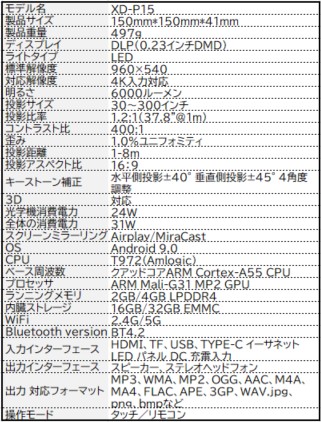 モデル名 XD-P15
製品サイズ 150mm*150mm*41mm
製品重量 497g
ディスプレイ DLP(0.23インチDMD)
ライトタイプ LED
標準解像度 960×540
対応解像度 4K入力対応
明るさ 6000ルーメン
投影サイズ 30~300インチ
投影比率 1.2:1(37.8"@1m)
コントラスト比 400:1
歪み 1.0%ユニフォミティ
投影距離 1-8m
投影アスペクト比 16:9
キーストーン補正 水平側投影±40° 垂直側投影±45° 4角度
調整
3D 対応
光学機消費電力 24W
全体の消費電力 31W
スクリーンミラーリング Airplay/MiraCast
OS Android 9.0
CPU T972(Amlogic)
ベース周波数 クアッドコアARM Cortex-A55 CPU
プロセッサ ARM Mali-G31 MP2 GPU
ランニングメモリ 2GB/4GB LPDDR4
内臓ストレージ 16GB/32GB EMMC
WiFi 2.4G/5G
Bluetooth version BT4.2
入力インターフェース HDMI、TF、USB、TYPE-C イーサネット
LED パネル DC 充電入力
出力インターフェース スピーカー、ステレオヘッドフォン
出力 対応フォーマット MP3、WMA、MP2、OGG、AAC、M4A、
MA4、FLAC、APE、3GP、WAV.jpg、
png、bmpなど
操作モード タッチ/リモコン